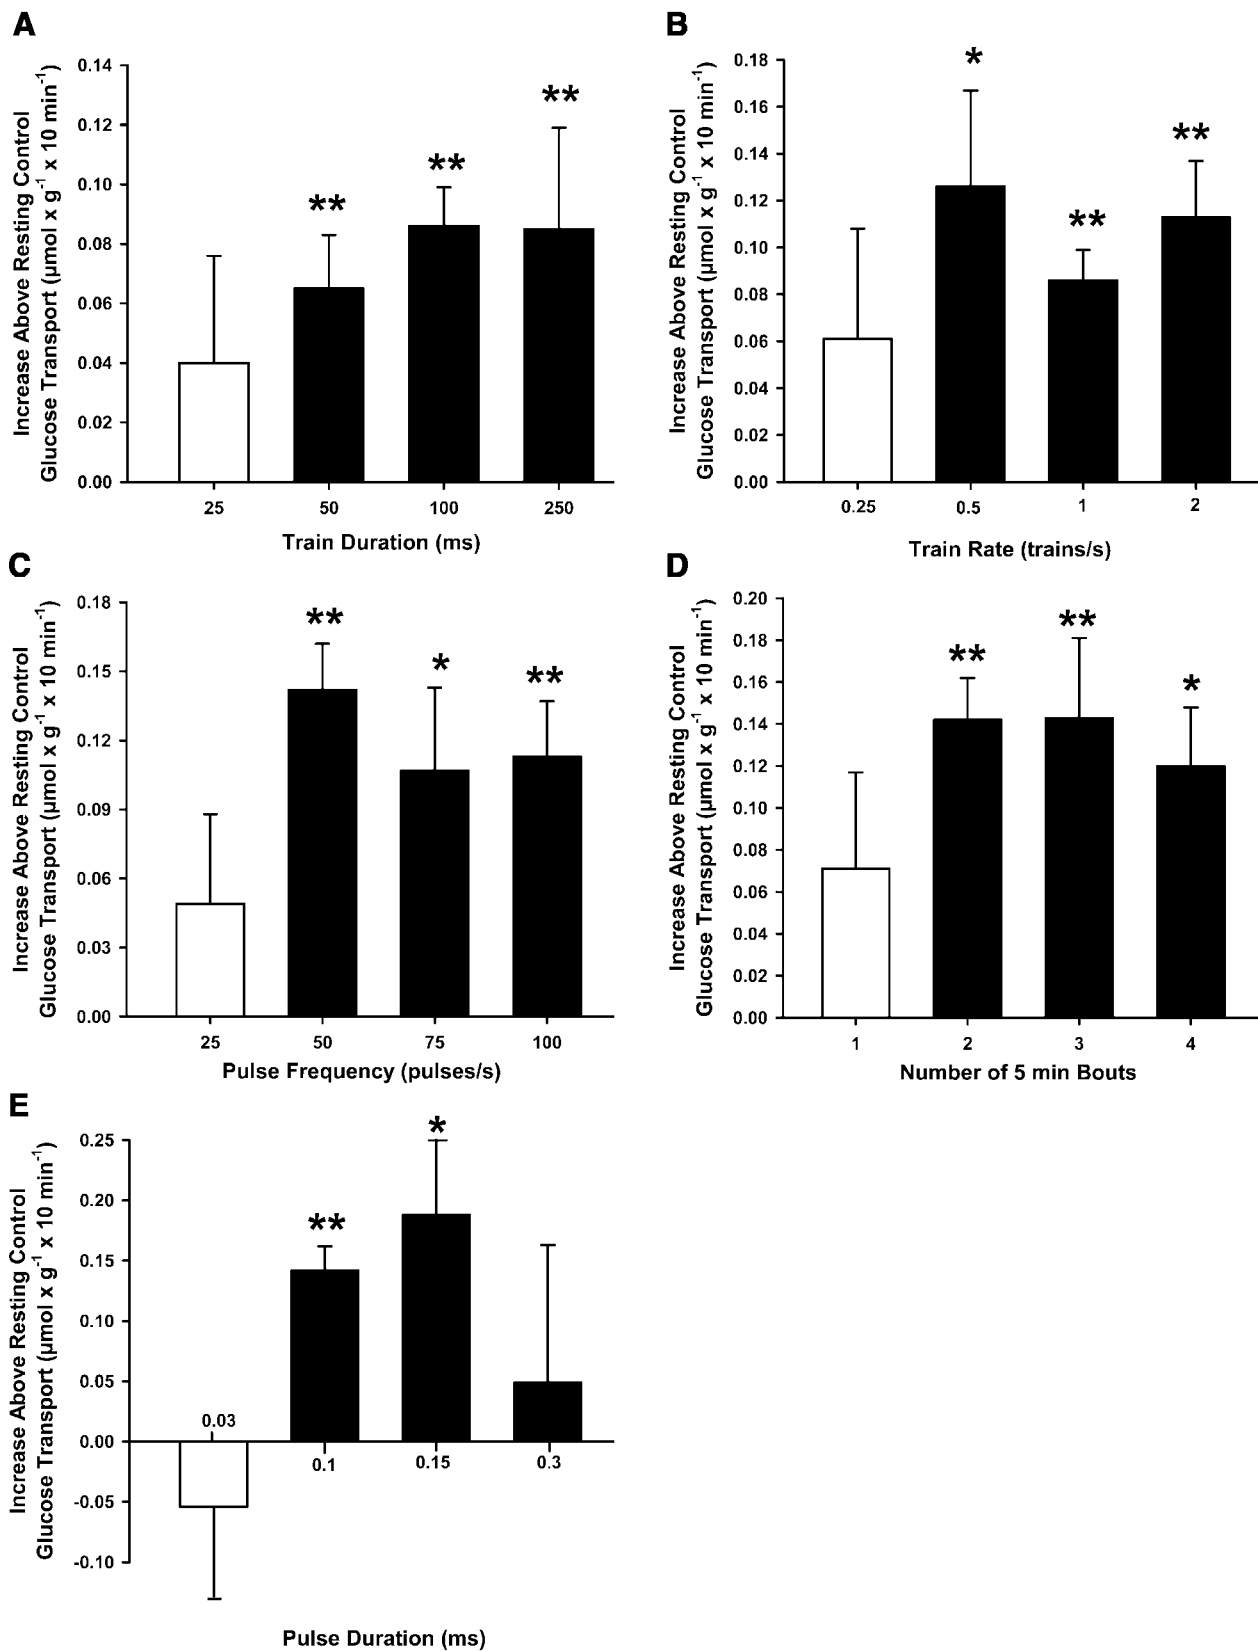 A
Increase Above Resting Control
Glucose Transport (µmol x g-1 x 10 min-1)
0.14
0.12
0.10
0.08
0.06
0.04
0.02
0.00
**
**
**
25 50 100 250
Train Duration (ms)
B
Increase Above Resting Control
Glucose Transport (µmol x g-1 x 10 min-1)
0.18
0.16
0.14
0.12
0.10
0.08
0.06
0.04
0.02
0.00
*
**
**
0.25 0.5 1 2
Train Rate (trains/s)
C
Increase Above Resting Control
Glucose Transport (µmol x g-1 x 10 min-1)
0.18
0.15
0.12
0.09
0.06
0.03
0.00
**
*
**
25 50 75 100
Pulse Frequency (pulses/s)
D
Increase Above Resting Control
Glucose Transport (µmol x g-1 x 10 min-1)
0.20
0.18
0.16
0.14
0.12
0.10
0.08
0.06
0.04
0.02
0.00
**
**
*
1 2 3 4
Number of 5 min Bouts
E
Increase Above Resting Control
Glucose Transport (µmol x g-1 x 10 min-1)
0.25
0.20
0.15
0.10
0.05
0.00
-0.05
-0.10
**
*
0.03
0.1 0.15 0.3
Pulse Duration (ms)